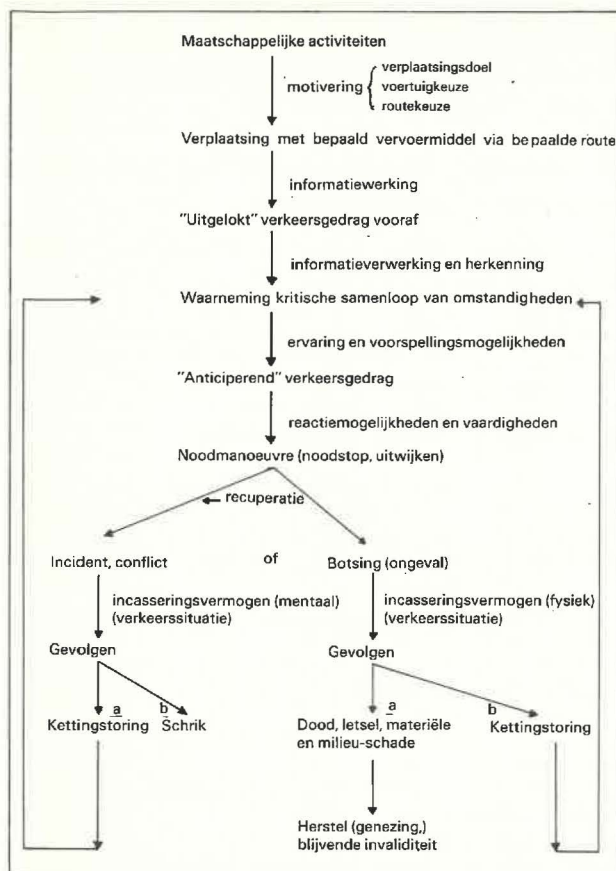 Maatschappelijke activiteiten
motivering { verplaatsingsdoel
voertuigkeuze
routekeuze
Verplaatsing met bepaald vervoermiddel via bepaalde route
informatiewerking
"Uitgelokt" verkeersgedrag vooraf
informatieverwerking en herkenning
Waarneming kritische samenloop van omstandigheden
ervaring en voorspellingsmogelijkheden
"Anticiperend" verkeersgedrag
reactiemogelijkheden en vaardigheden
Noodmanoeuvre (noodstop, uitwijken)
recuperatie
Incident, conflict of Botsing (ongeval)
incasseringsvermogen (mentaal) incasseringsvermogen (fysiek)
(verkeerssituatie) (verkeerssituatie)
Gevolgen Gevolgen
a b a b
Kettingstoring Schrik Dood, letsel, materiële Kettingstoring
en milieu-schade
Herstel (genezing,)
blijvende invaliditeit